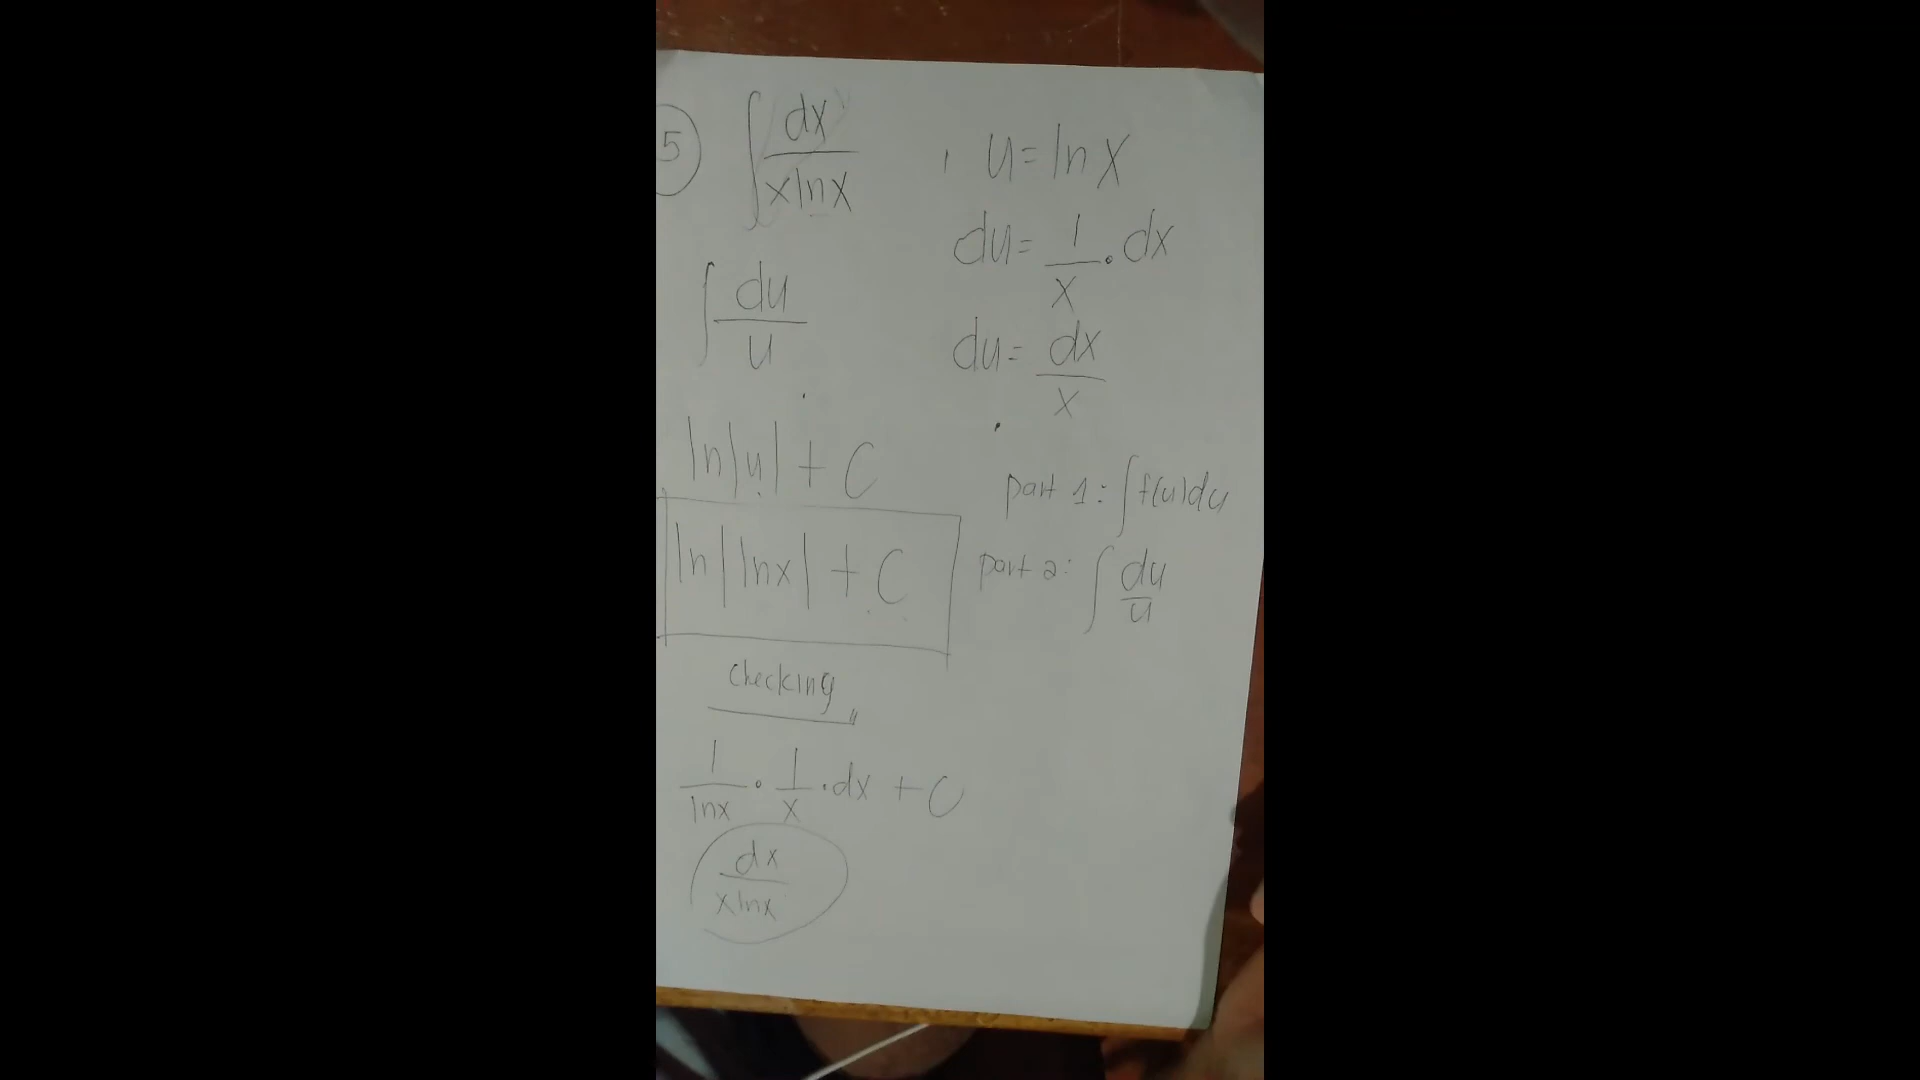 5
∫ dx / x ln x
u = ln x
du = 1/x · dx
∫ du / u
du = dx / x
ln|u| + C
part 1: ∫ f(u) du
ln|ln x| + C
part 2: ∫ du / u
Checking
1/ln x · 1/x · dx + C
dx / x ln x